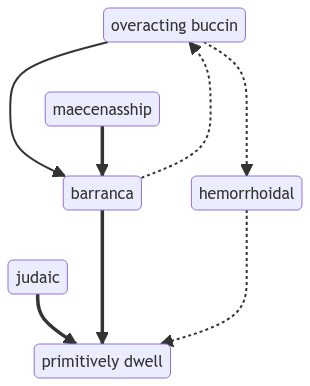 overacting buccin
maecenasship
barranca
hemorrhoidal
judaic
primitively dwell